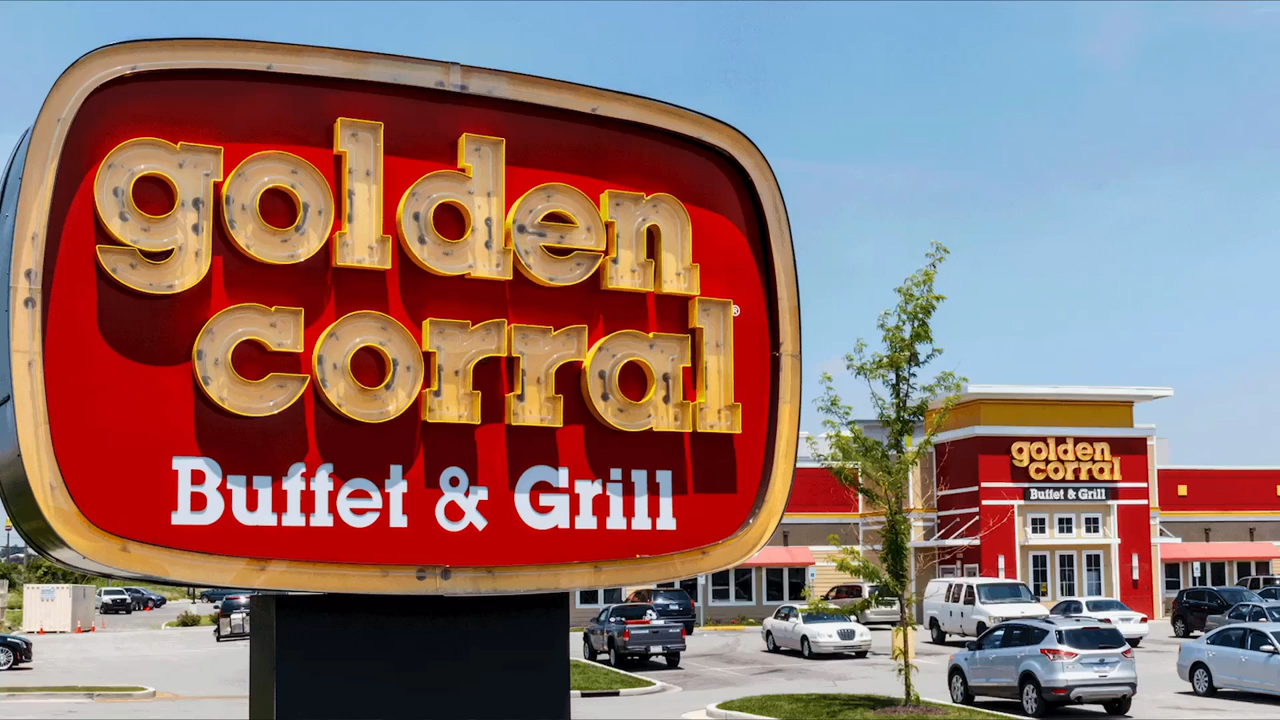 golden
corral®
Buffet & Grill
golden
corral
Buffet & Grill